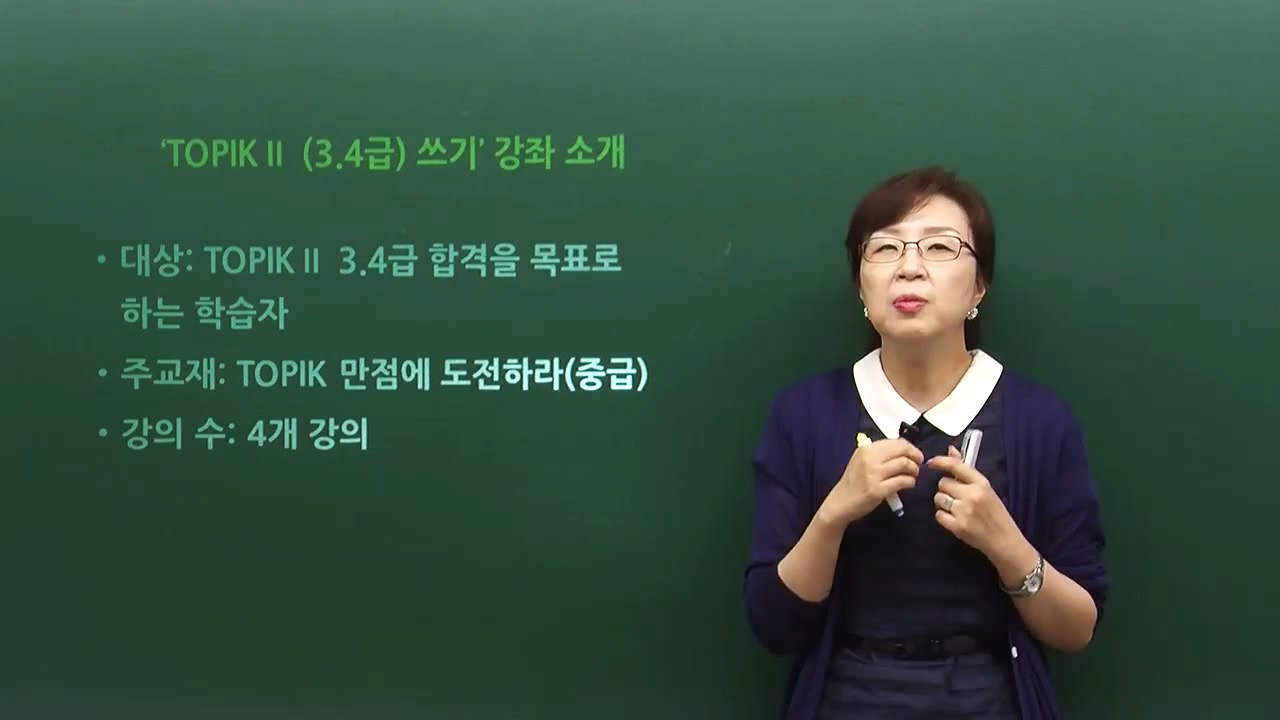 ‘TOPIK II (3.4급) 쓰기’ 강좌 소개
• 대상: TOPIK II 3.4급 합격을 목표로
하는 학습자
• 주교재: TOPIK 만점에 도전하라(중급)
• 강의 수: 4개 강의